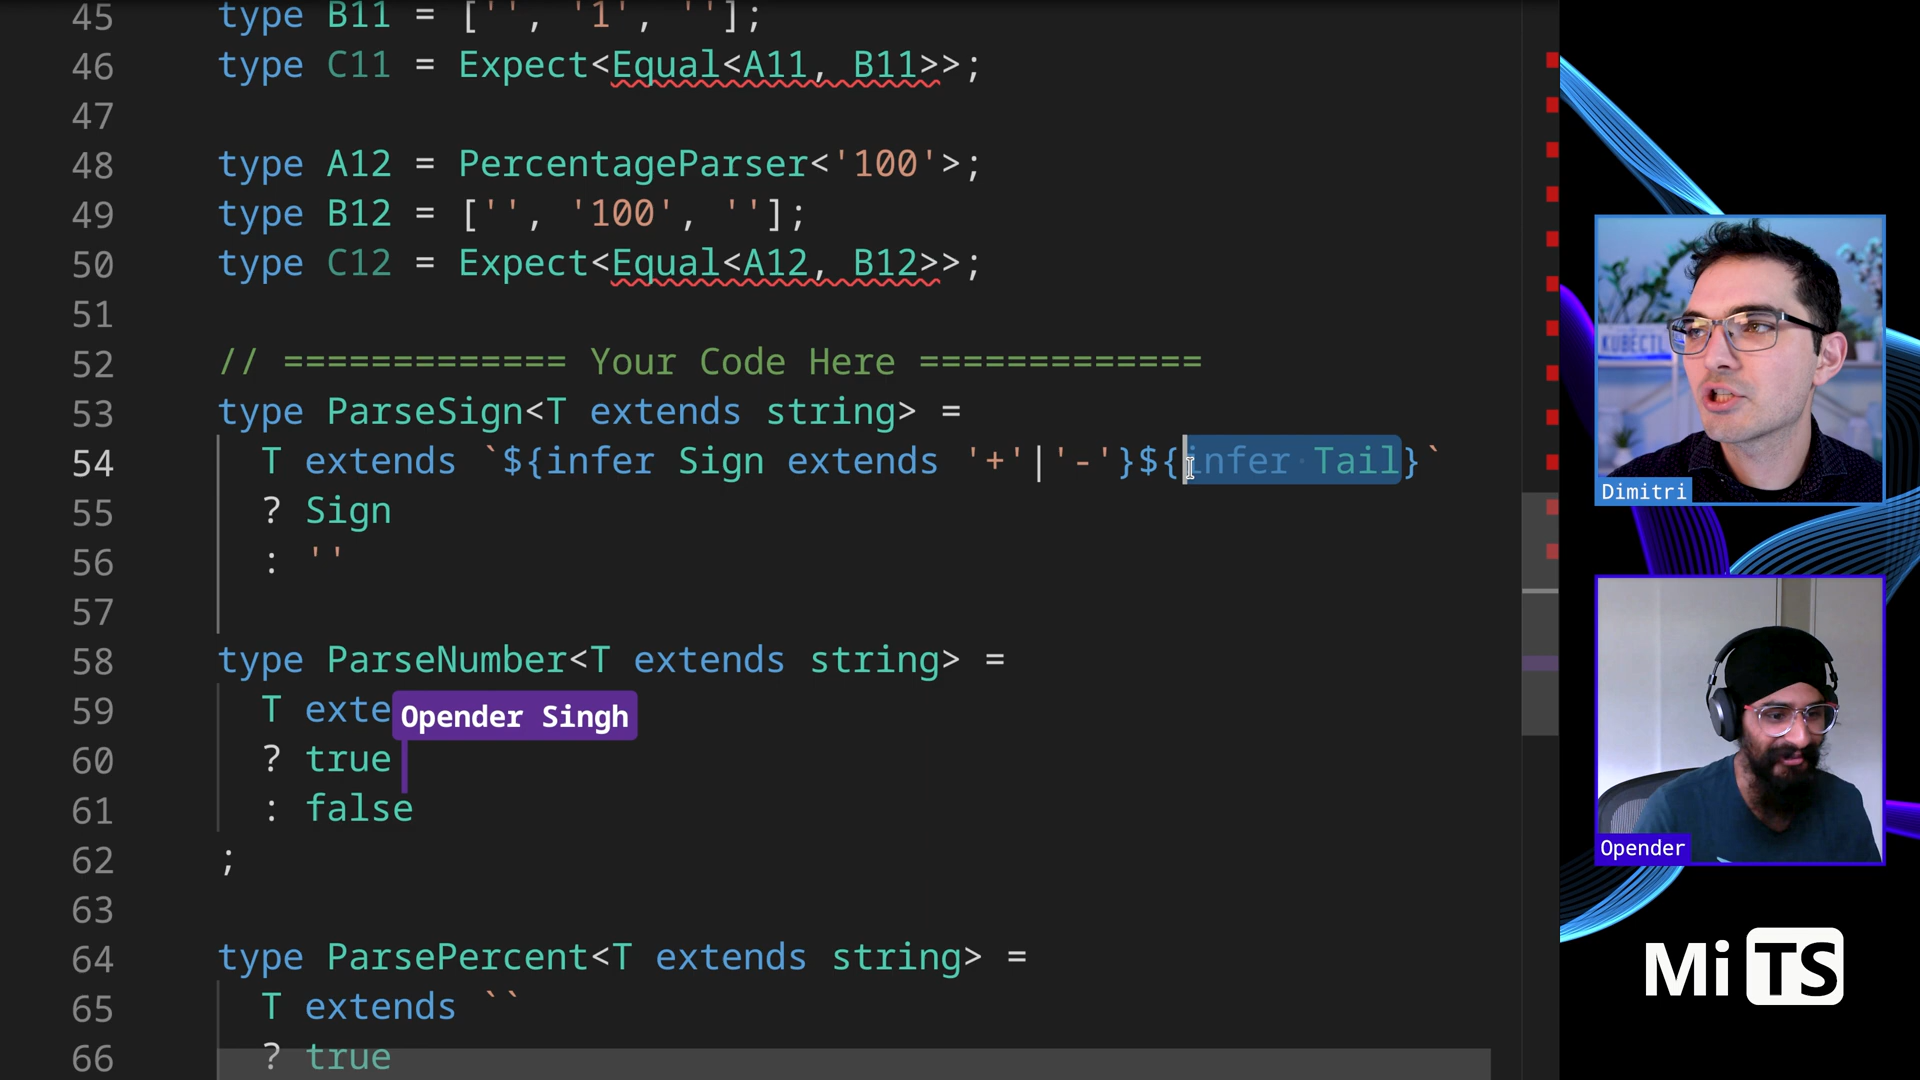 45 type B11 = ['', '1', ''];
46 type C11 = Expect<Equal<A11, B11>>;
47
48 type A12 = PercentageParser<'100'>;
49 type B12 = ['', '100', ''];
50 type C12 = Expect<Equal<A12, B12>>;
51
52 // ============= Your Code Here =============
53 type ParseSign<T extends string> =
54 T extends `${infer Sign extends '+'|'-'}${infer Tail}`
55 ? Sign
56 : ''
57
58 type ParseNumber<T extends string> =
59 T exte
Opender Singh
60 ? true
61 : false
62 ;
63
64 type ParsePercent<T extends string> =
65 T extends ``
66 ? true
KUBECTL
Dimitri
Opender
Mi TS